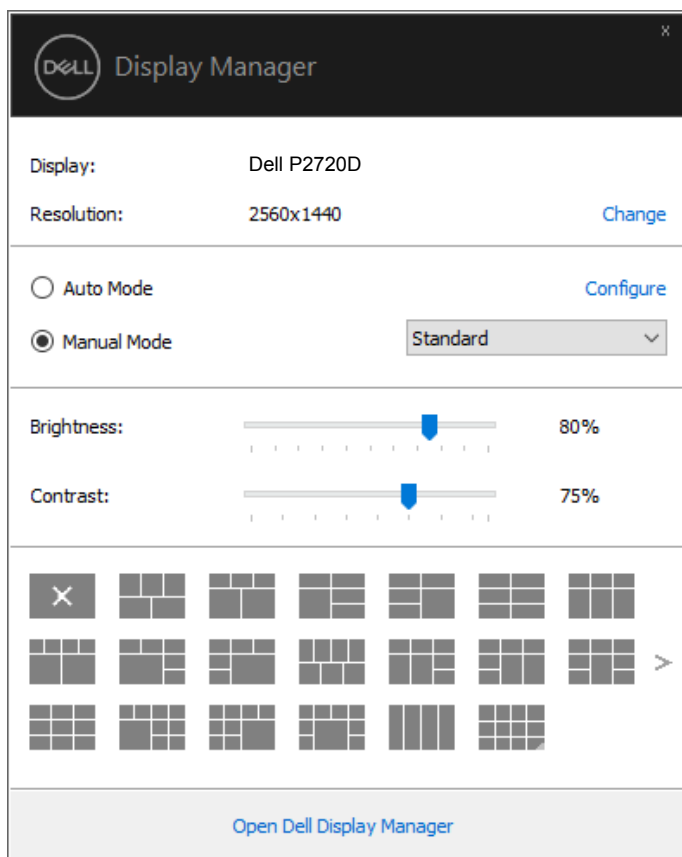 x
DELL Display Manager
Display: Dell P2720D
Resolution: 2560x1440 Change
Auto Mode Configure
Manual Mode Standard
Brightness: 80%
Contrast: 75%
Open Dell Display Manager